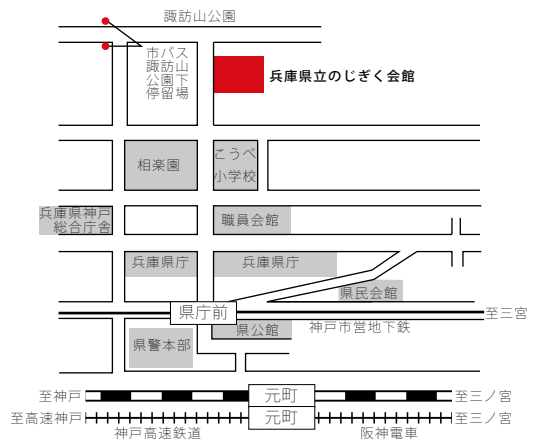 諏訪山公園
市バス
諏訪山
公園下
停留場
兵庫県立のじぎく会館
相楽園
こうべ
小学校
兵庫県神戸
総合庁舎
職員会館
兵庫県庁
兵庫県庁
県民会館
県庁前
至三宮
県公館
神戸市営地下鉄
県警本部
至神戸
元町
至三ノ宮
至高速神戸
元町
至三ノ宮
神戸高速鉄道
阪神電車